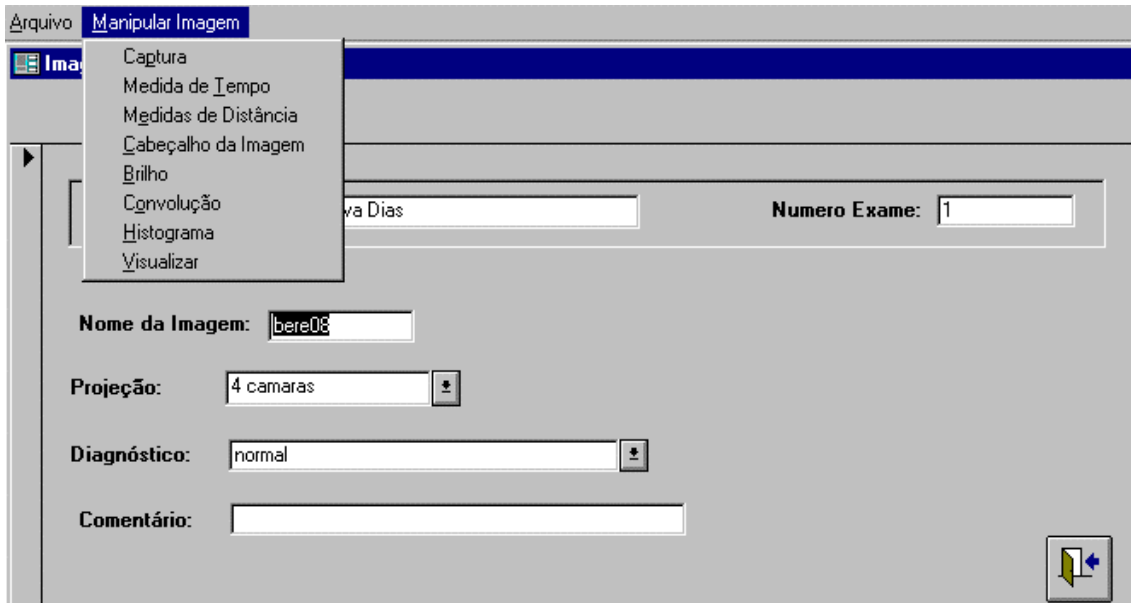 Arquivo Manipular Imagem
Imag
Captura
Medida de Tempo
Medidas de Distância
Cabeçalho da Imagem
Brilho
Convolução
Histograma
Visualizar
va Dias Numero Exame: 1
Nome da Imagem: bere08
Projeção: 4 camaras
Diagnóstico: normal
Comentário: